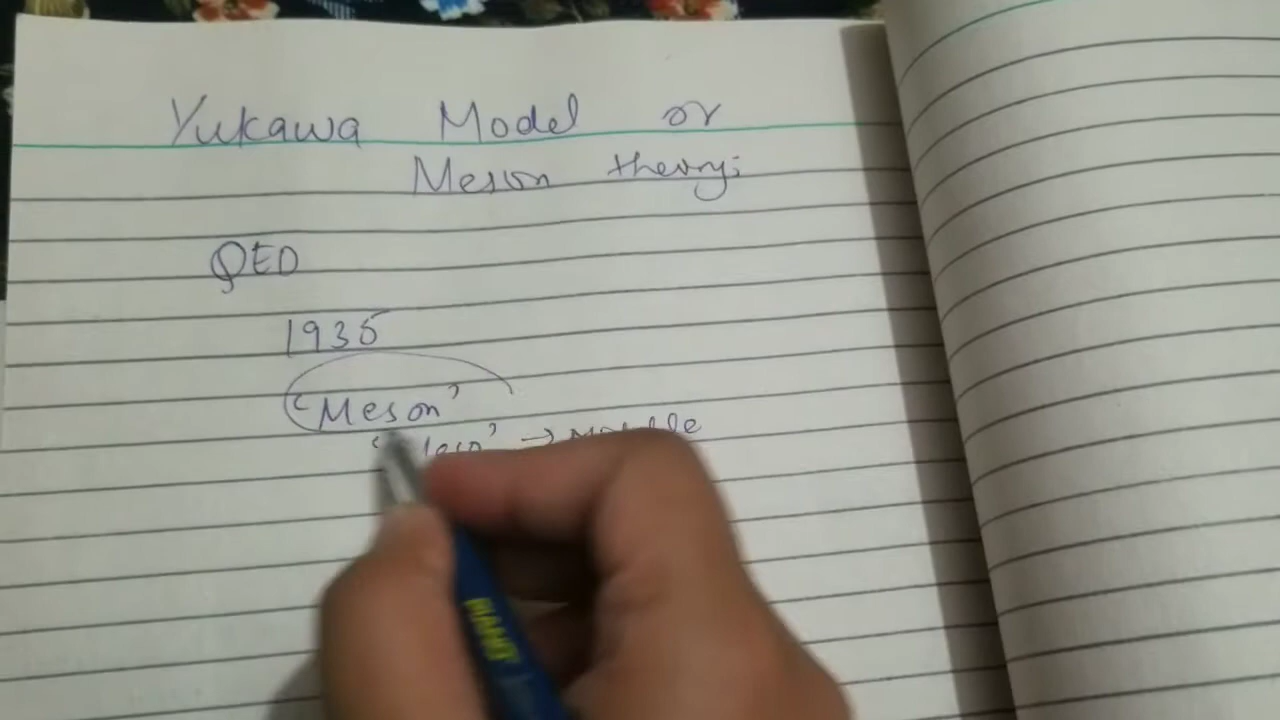 Yukawa Model or
Meson theory:
QED
1935
'Meson'
→